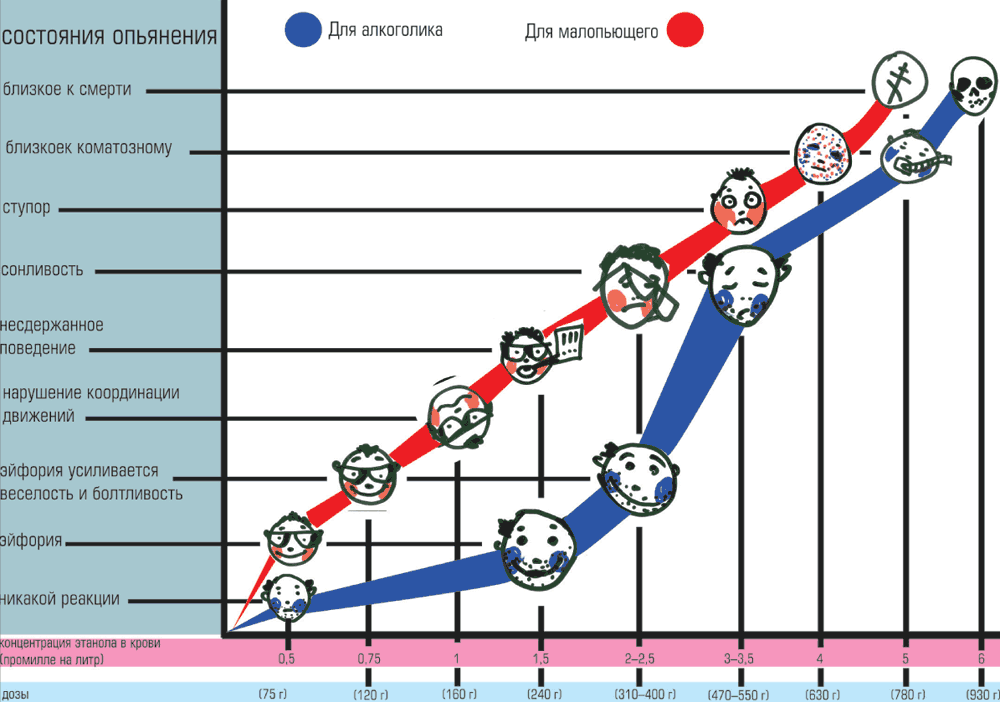 состояния опьянения
Для алкоголика
Для малопьющего
близкое к смерти
близкоек коматозному
ступор
сонливость
несдержанное
поведение
нарушение координации
движений
эйфория усиливается
веселость и болтливость
эйфория
никакой реакции
концентрация этанола в крови
(промилле на литр)
0,5 0,75 1 1,5 2–2,5 3–3,5 4 5 6
дозы (75 г) (120 г) (160 г) (240 г) (310–400 г) (470–550 г) (630 г) (780 г) (930 г)